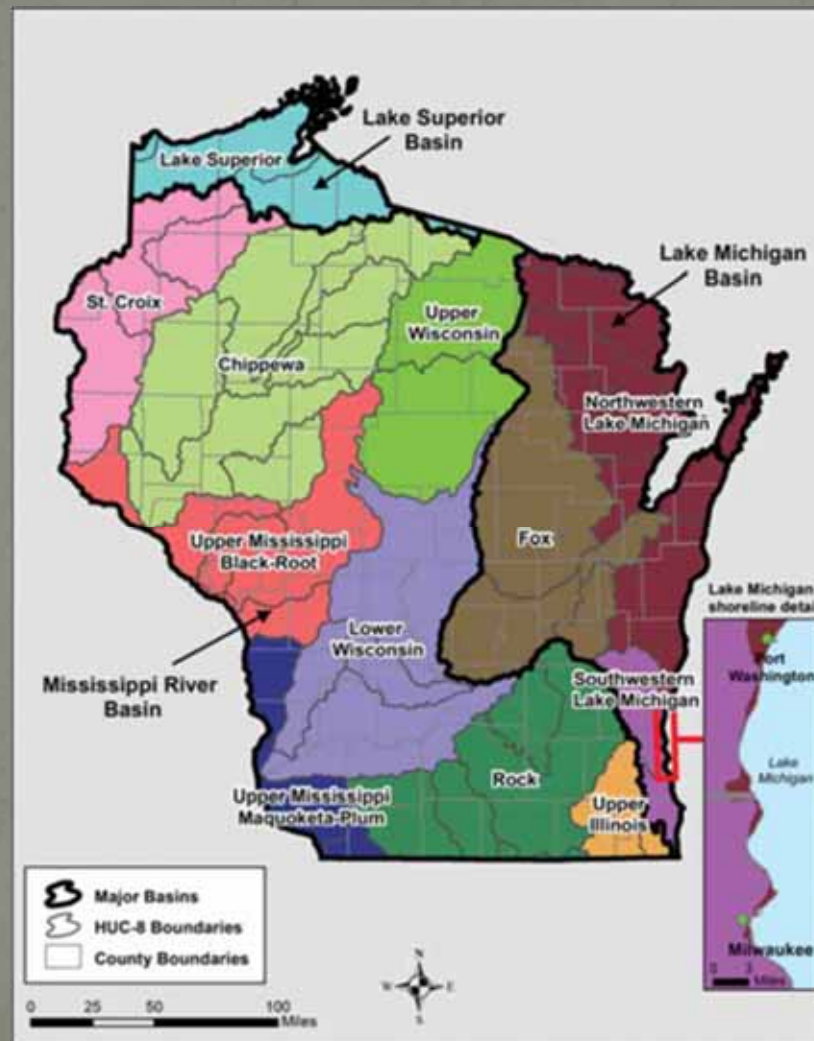 Lake Superior
Basin
Lake Superior
Lake Michigan
Basin
St. Croix
Upper
Wisconsin
Chippewa
Northwestern
Lake Michigan
Upper Mississippi
Black-Root
Fox
Lake Michigan
shoreline detail
Lower
Wisconsin
Mississippi River
Basin
Southwestern
Lake Michigan
Port
Washington
Lake
Michigan
Rock
Upper Mississippi
Maquoketa-Plum
Upper
Illinois
Major Basins
HUC-8 Boundaries
County Boundaries
N
W E
S
Milwaukee
0 3
Miles
0 25 50 100
Miles